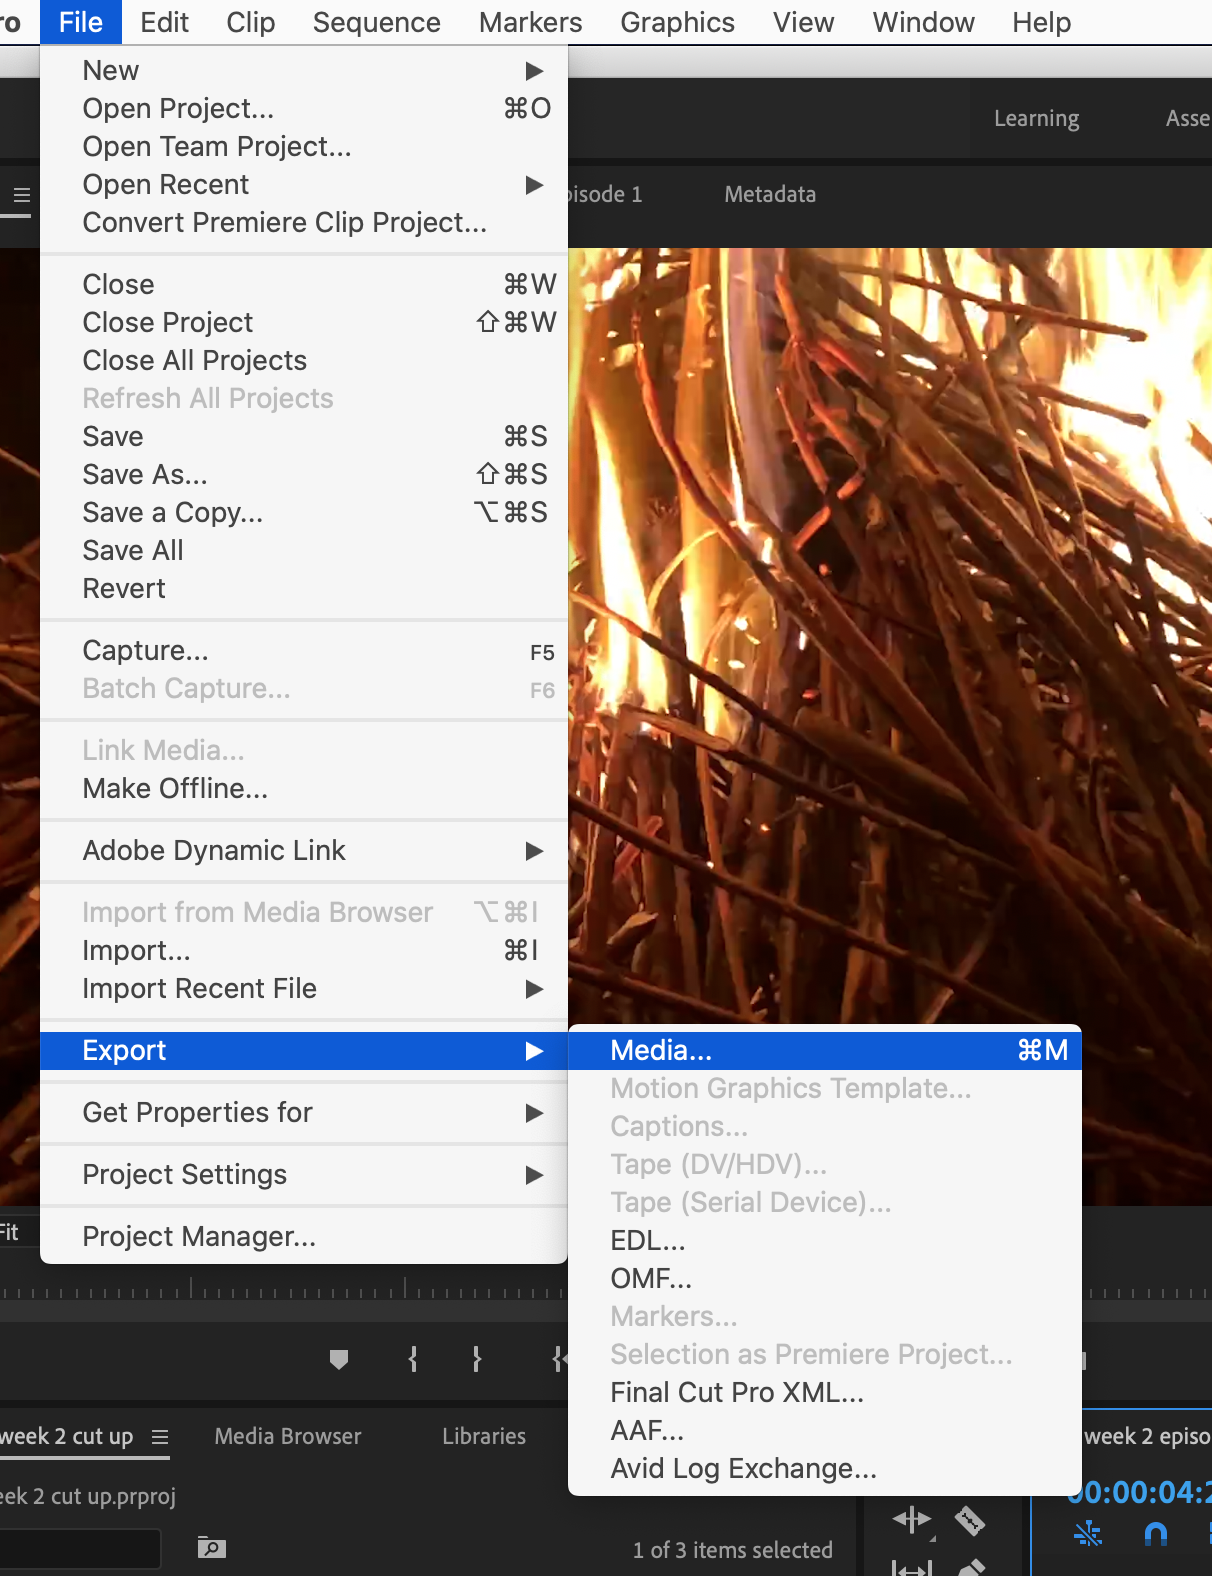 ro File Edit Clip Sequence Markers Graphics View Window Help
New
Open Project... ⌘O
Open Team Project...
Open Recent
Convert Premiere Clip Project...
Close ⌘W
Close Project ⇧⌘W
Close All Projects
Refresh All Projects
Save ⌘S
Save As... ⇧⌘S
Save a Copy... ⌥⌘S
Save All
Revert
Capture... F5
Batch Capture... F6
Link Media...
Make Offline...
Adobe Dynamic Link
Import from Media Browser ⌥⌘I
Import... ⌘I
Import Recent File
Export
Get Properties for
Project Settings
Project Manager...
Media... ⌘M
Motion Graphics Template...
Captions...
Tape (DV/HDV)...
Tape (Serial Device)...
EDL...
OMF...
Markers...
Selection as Premiere Project...
Final Cut Pro XML...
AAF...
Avid Log Exchange...
Learning Asse
pisode 1 Metadata
Fit
week 2 cut up Media Browser Libraries
eek 2 cut up.prproj
1 of 3 items selected
week 2 episo
00:00:04:2